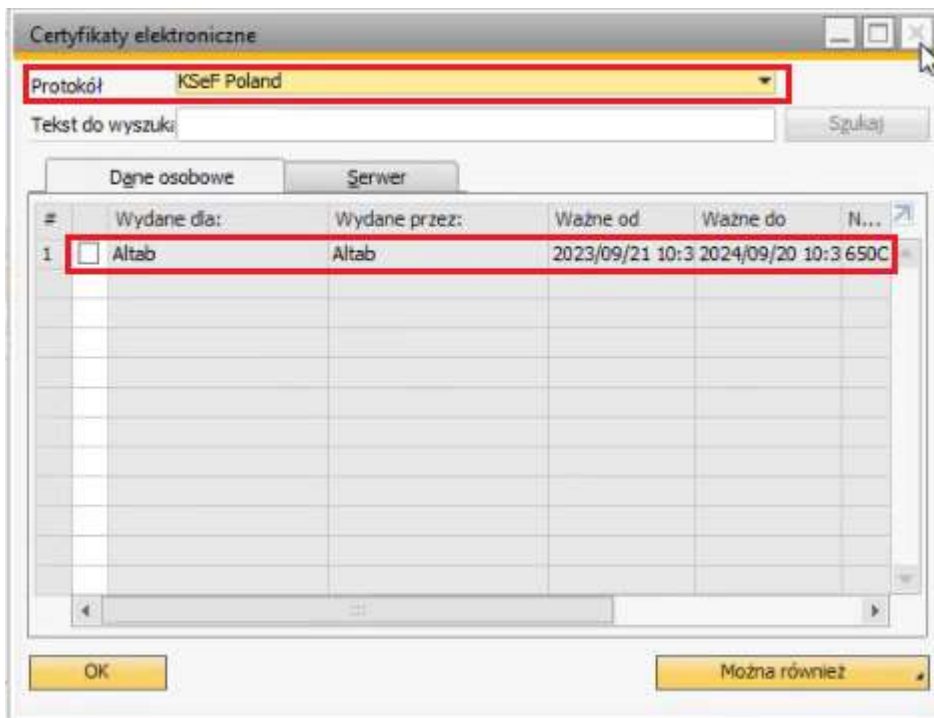 Certyfikaty elektroniczne
Protokół KSeF Poland
Tekst do wyszuka Szukaj
Dane osobowe Serwer
# Wydane dla: Wydane przez: Ważne od Ważne do N...
1 Altab Altab 2023/09/21 10:3 2024/09/20 10:3 650C
OK Można również